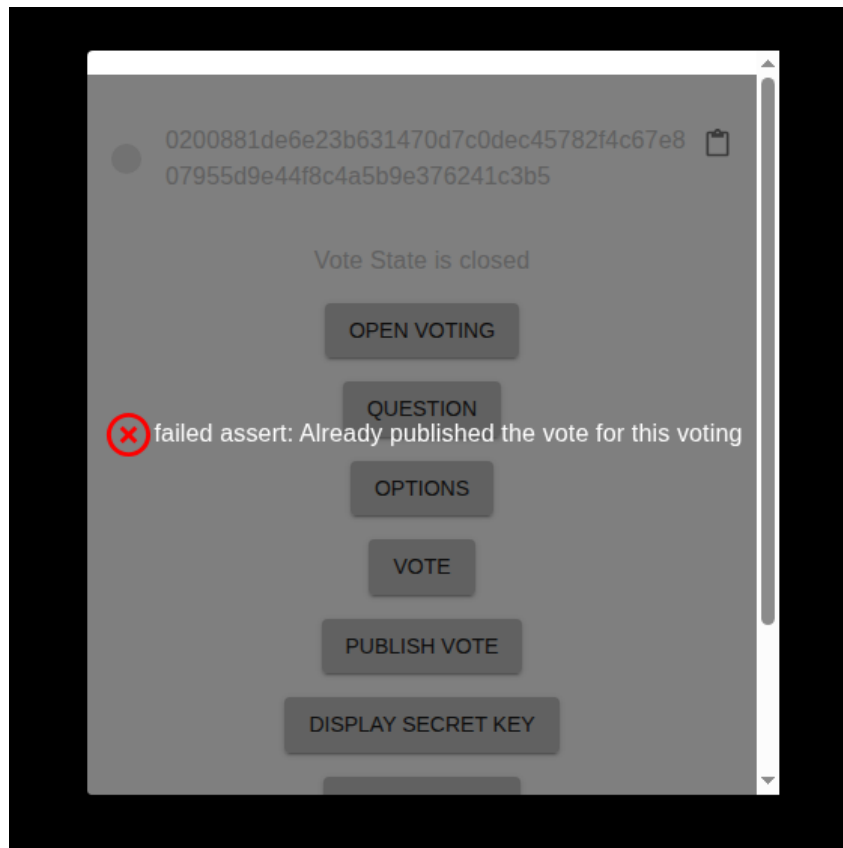 0200881de6e23b631470d7c0dec45782f4c67e8
07955d9e44f8c4a5b9e376241c3b5
Vote State is closed
OPEN VOTING
QUESTION
failed assert: Already published the vote for this voting
OPTIONS
VOTE
PUBLISH VOTE
DISPLAY SECRET KEY